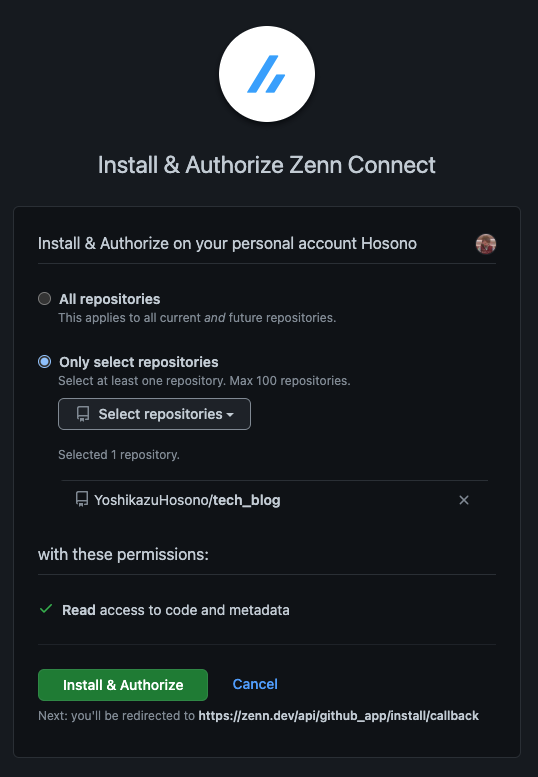 Install & Authorize Zenn Connect
Install & Authorize on your personal account Hosono
All repositories
This applies to all current and future repositories.
Only select repositories
Select at least one repository. Max 100 repositories.
Select repositories
Selected 1 repository.
YoshikazuHosono/tech_blog
with these permissions:
Read access to code and metadata
Install & Authorize
Cancel
Next: you'll be redirected to https://zenn.dev/api/github_app/install/callback